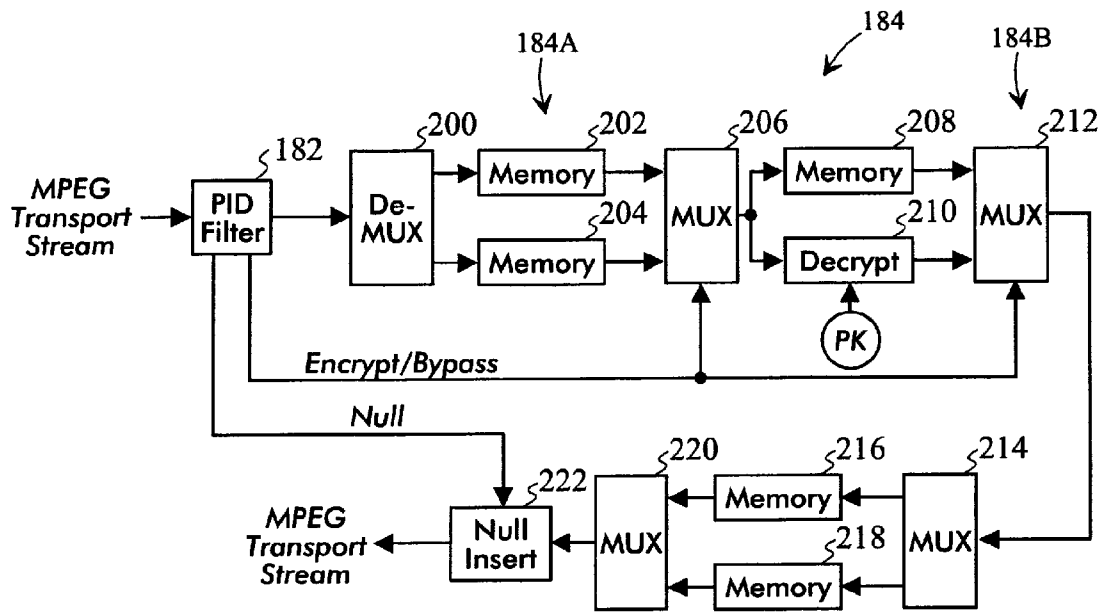 184A
184
184B
200
202
206
208
212
182
MPEG
Transport
Stream
PID
Filter
De-
MUX
Memory
204
Memory
MUX
Memory
210
Decrypt
MUX
PK
Encrypt/Bypass
Null
220
216
214
222
MPEG
Transport
Stream
Null
Insert
MUX
Memory
218
Memory
MUX